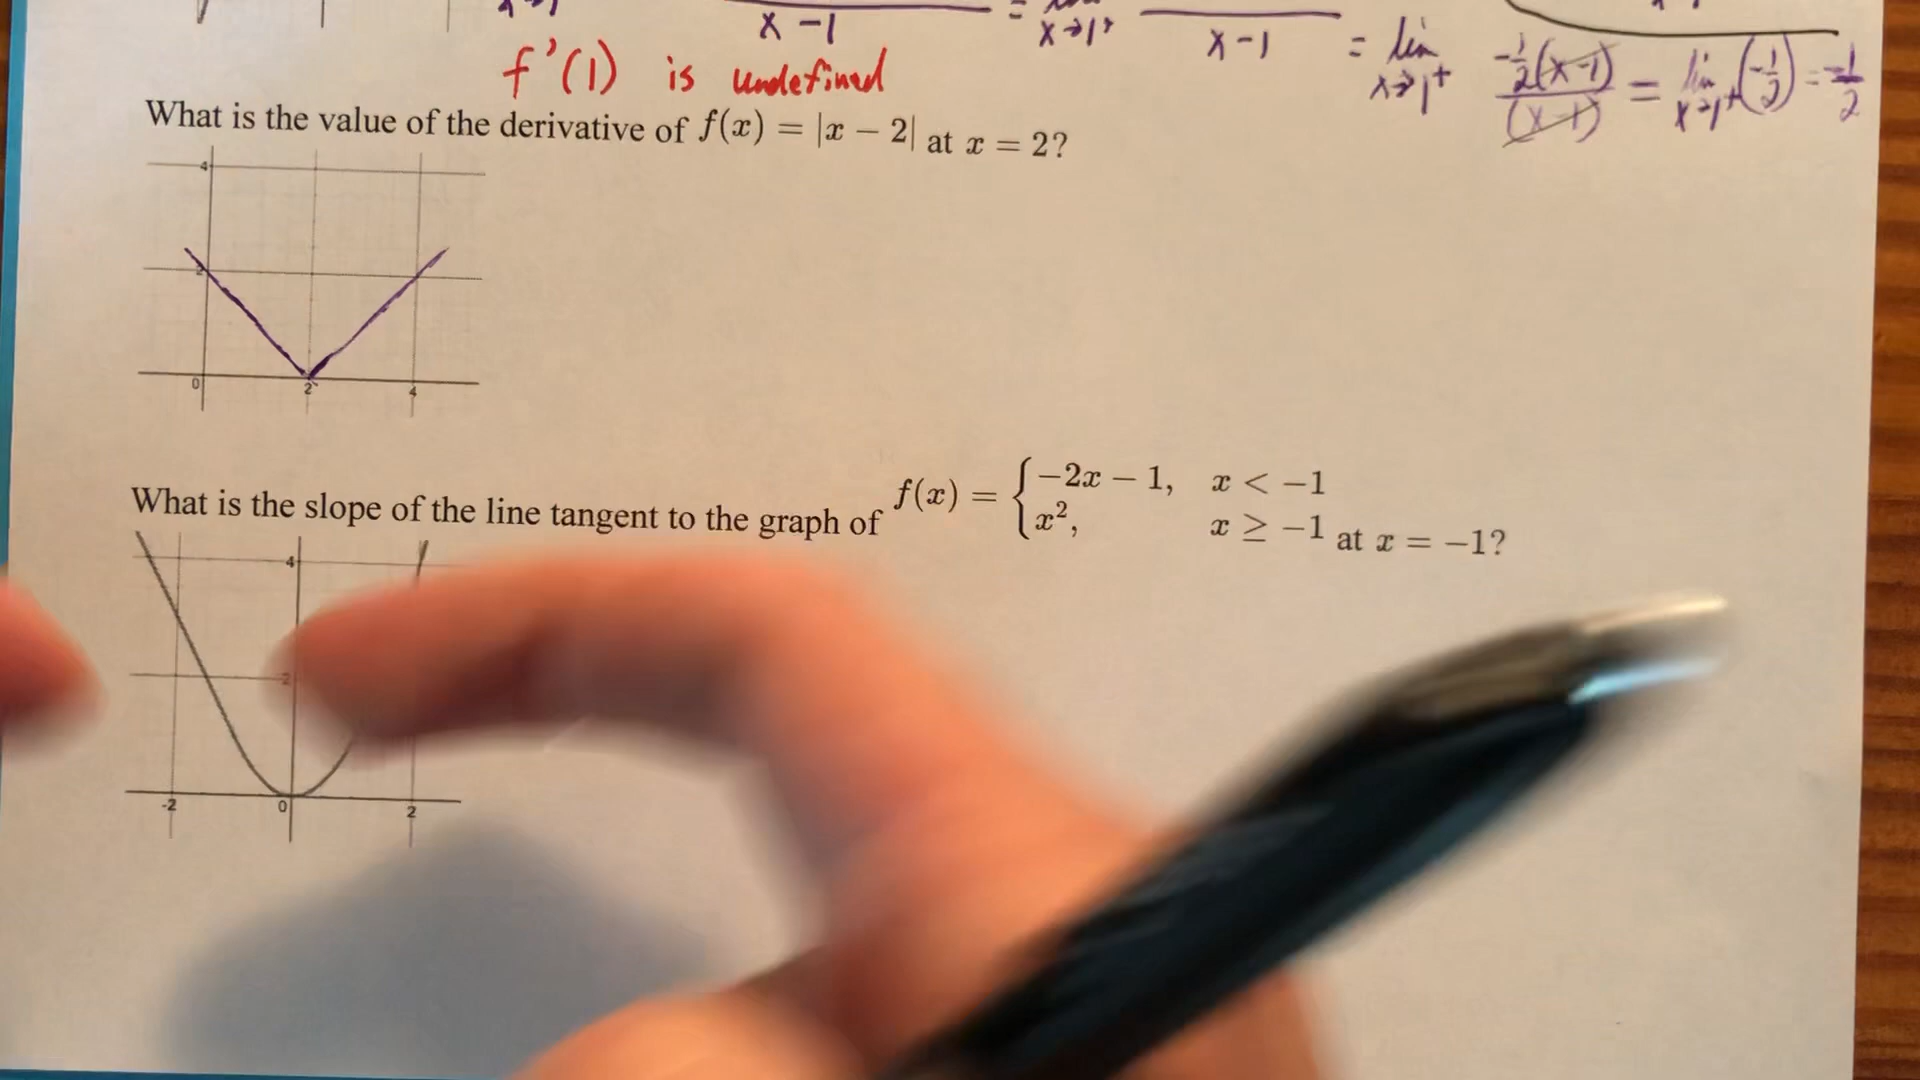 x - 1
= x→1⁺
x - 1
= lim x→1⁺ -1/2(x-1)/(x-1) = lim x→1⁺ (-1/2) = -1/2
f'(1) is undefined
What is the value of the derivative of f(x) = |x − 2| at x = 2?
4
2
0 2 4
What is the slope of the line tangent to the graph of f(x) = { −2x − 1, x < −1
x², x ≥ −1 at x = −1?
4
2
-2 0 2